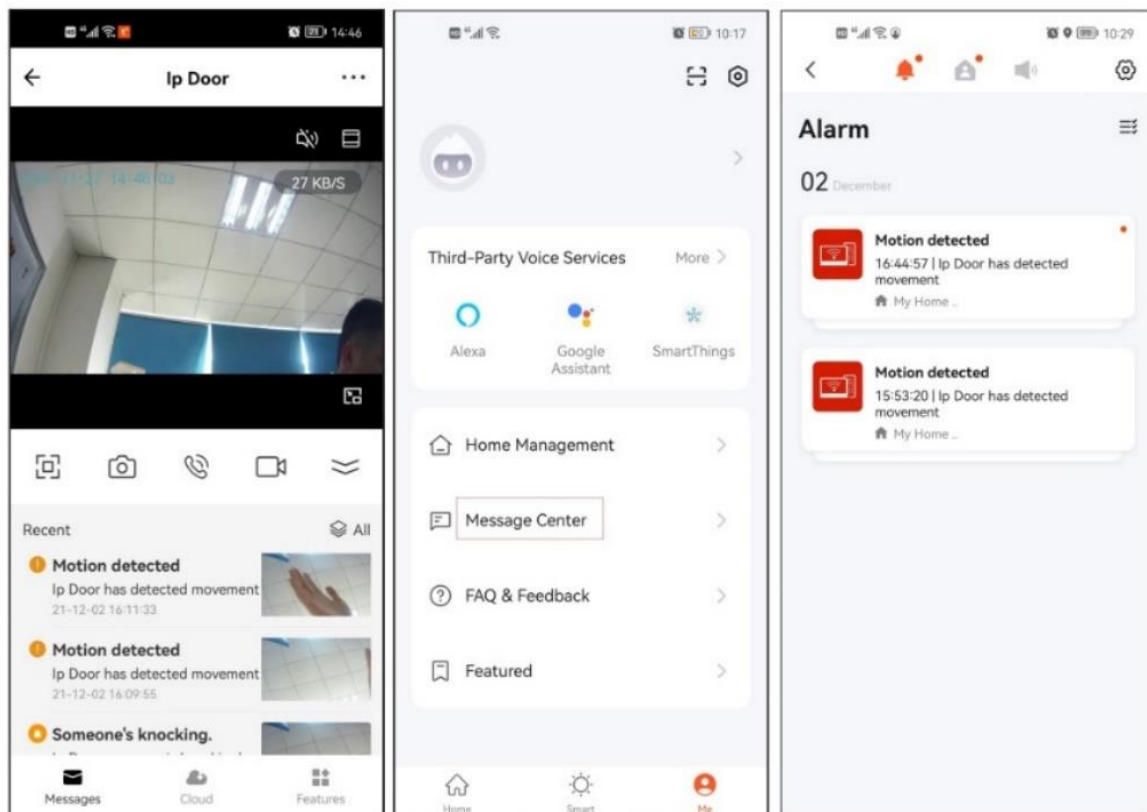 14:46
Ip Door
14:46:03
27 KB/S
Recent
All
Motion detected
Ip Door has detected movement
21-12-02 16:11:33
Motion detected
Ip Door has detected movement
21-12-02 16:09:55
Someone's knocking.
Messages
Cloud
Features
10:17
Third-Party Voice Services
More
Alexa
Google
Assistant
SmartThings
Home Management
Message Center
FAQ & Feedback
Featured
Home
Smart
Me
10:29
Alarm
02 December
Motion detected
16:44:57 | Ip Door has detected
movement
My Home ..
Motion detected
15:53:20 | Ip Door has detected
movement
My Home ..